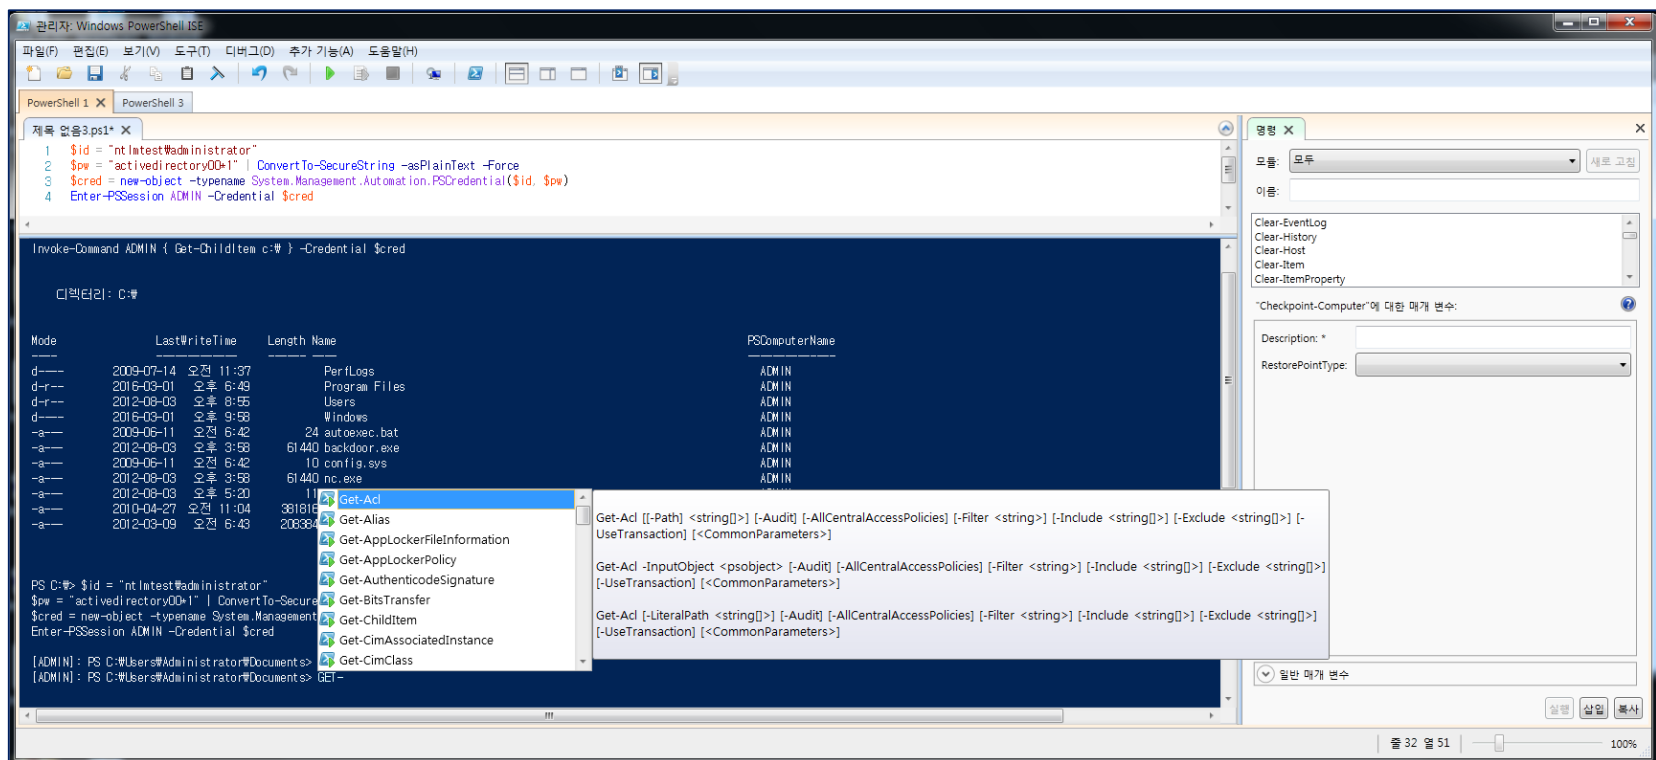 관리자: Windows PowerShell ISE
파일(F) 편집(E) 보기(V) 도구(T) 디버그(D) 추가 기능(A) 도움말(H)
PowerShell 1 PowerShell 3
제목 없음3.ps1*
1 $id = "ntlmtest₩administrator"
2 $pw = "activedirectory00+1" | ConvertTo-SecureString -asPlainText -Force
3 $cred = new-object -typename System.Management.Automation.PSCredential($id, $pw)
4 Enter-PSSession ADMIN -Credential $cred
Invoke-Command ADMIN { Get-ChildItem c:₩ } -Credential $cred
디렉터리: C:₩
Mode LastWriteTime Length Name PSComputerName
---- ------------- ------ ---- --------------
d---- 2009-07-14 오전 11:37 PerfLogs ADMIN
d-r-- 2016-03-01 오후 6:49 Program Files ADMIN
d-r-- 2012-08-03 오후 8:55 Users ADMIN
d---- 2016-03-01 오후 9:58 Windows ADMIN
-a--- 2009-06-11 오전 6:42 24 autoexec.bat ADMIN
-a--- 2012-08-03 오후 3:58 61440 backdoor.exe ADMIN
-a--- 2009-06-11 오전 6:42 10 config.sys ADMIN
-a--- 2012-08-03 오후 3:58 61440 nc.exe ADMIN
-a--- 2012-08-03 오후 5:20
-a--- 2010-04-27 오전 11:04
-a--- 2012-03-09 오전 6:43
PS C:₩> $id = "ntlmtest₩administrator"
$pw = "activedirectory00+1" | ConvertTo-Secure
$cred = new-object -typename System.Management
Enter-PSSession ADMIN -Credential $cred
[ADMIN]: PS C:₩Users₩Administrator₩Documents>
[ADMIN]: PS C:₩Users₩Administrator₩Documents> GET-
Get-Acl
Get-Alias
Get-AppLockerFileInformation
Get-AppLockerPolicy
Get-AuthenticodeSignature
Get-BitsTransfer
Get-ChildItem
Get-CimAssociatedInstance
Get-CimClass
Get-Acl [[-Path] <string[]>] [-Audit] [-AllCentralAccessPolicies] [-Filter <string>] [-Include <string[]>] [-Exclude <string[]>] [-
UseTransaction] [<CommonParameters>]
Get-Acl -InputObject <psobject> [-Audit] [-AllCentralAccessPolicies] [-Filter <string>] [-Include <string[]>] [-Exclude <string[]>]
[-UseTransaction] [<CommonParameters>]
Get-Acl [-LiteralPath <string[]>] [-Audit] [-AllCentralAccessPolicies] [-Filter <string>] [-Include <string[]>] [-Exclude <string[]>]
[-UseTransaction] [<CommonParameters>]
명령
모듈: 모두 새로 고침
이름:
Clear-EventLog
Clear-History
Clear-Host
Clear-Item
Clear-ItemProperty
"Checkpoint-Computer"에 대한 매개 변수:
Description: *
RestorePointType:
일반 매개 변수
실행 삽입 복사
줄 32 열 51 100%